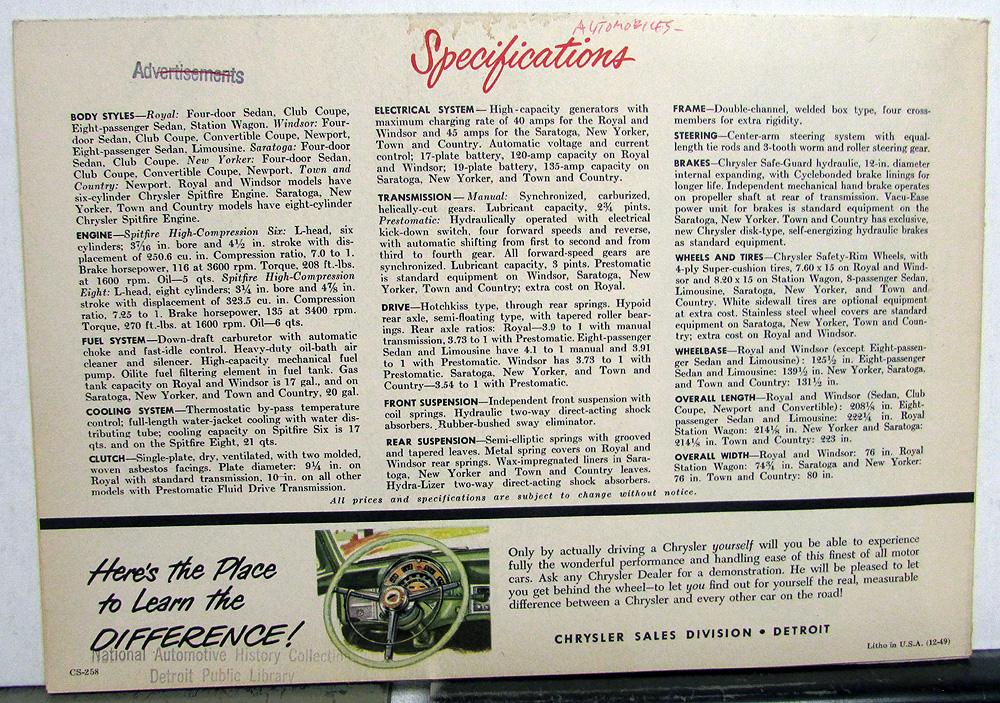 AUTOMOBILES-
Specifications
Advertisements
BODY STYLES—Royal: Four-door Sedan, Club Coupe,
Eight-passenger Sedan, Station Wagon. Windsor: Four-
door Sedan, Club Coupe, Convertible Coupe, Newport,
Eight-passenger Sedan, Limousine. Saratoga: Four-door
Sedan, Club Coupe. New Yorker: Four-door Sedan,
Club Coupe, Convertible Coupe, Newport. Town and
Country: Newport. Royal and Windsor models have
six-cylinder Chrysler Spitfire Engine. Saratoga, New
Yorker, Town and Country models have eight-cylinder
Chrysler Spitfire Engine.
ENGINE—Spitfire High-Compression Six: L-head, six
cylinders; 3 7/16 in. bore and 4½ in. stroke with dis-
placement of 250.6 cu. in. Compression ratio, 7.0 to 1.
Brake horsepower, 116 at 3600 rpm. Torque, 208 ft.-lbs.
at 1600 rpm. Oil—5 qts. Spitfire High-Compression
Eight: L-head, eight cylinders; 3¼ in. bore and 4⅞ in.
stroke with displacement of 323.5 cu. in. Compression
ratio, 7.25 to 1. Brake horsepower, 135 at 3400 rpm.
Torque, 270 ft.-lbs. at 1600 rpm. Oil—6 qts.
FUEL SYSTEM—Down-draft carburetor with automatic
choke and fast-idle control. Heavy-duty oil-bath air
cleaner and silencer. High-capacity mechanical fuel
pump. Oilite fuel filtering element in fuel tank. Gas
tank capacity on Royal and Windsor is 17 gal., and on
Saratoga, New Yorker, and Town and Country, 20 gal.
COOLING SYSTEM—Thermostatic by-pass temperature
control; full-length water-jacket cooling with water dis-
tributing tube; cooling capacity on Spitfire Six is 17
qts. and on the Spitfire Eight, 21 qts.
CLUTCH—Single-plate, dry, ventilated, with two molded,
woven asbestos facings. Plate diameter: 9¼ in. on
Royal with standard transmission, 10 in. on all other
models with Prestomatic Fluid Drive Transmission.
ELECTRICAL SYSTEM—High-capacity generators with
maximum charging rate of 40 amps for the Royal and
Windsor and 45 amps for the Saratoga, New Yorker,
Town and Country. Automatic voltage and current
control; 17-plate battery, 120-amp capacity on Royal
and Windsor; 19-plate battery, 135-amp capacity on
Saratoga, New Yorker, and Town and Country.
TRANSMISSION—Manual: Synchronized, carburized,
helically-cut gears. Lubricant capacity, 2¾ pints.
Prestomatic: Hydraulically operated with electrical
kick-down switch, four forward speeds and reverse,
with automatic shifting from first to second and from
third to fourth gear. All forward-speed gears are
synchronized. Lubricant capacity, 3 pints. Prestomatic
is standard equipment on Windsor, Saratoga, New
Yorker, Town and Country; extra cost on Royal.
DRIVE—Hotchkiss type, through rear springs. Hypoid
rear axle, semi-floating type, with tapered roller bear-
ings. Rear axle ratios: Royal—3.9 to 1 with manual
transmission, 3.73 to 1 with Prestomatic. Eight-passenger
Sedan and Limousine have 4.1 to 1 manual and 3.91
to 1 with Prestomatic. Windsor has 3.73 to 1 with
Prestomatic. Saratoga, New Yorker, and Town and
Country—3.54 to 1 with Prestomatic.
FRONT SUSPENSION—Independent front suspension with
coil springs. Hydraulic two-way direct-acting shock
absorbers. Rubber-bushed sway eliminator.
REAR SUSPENSION—Semi-elliptic springs with grooved
and tapered leaves. Metal spring covers on Royal and
Windsor rear springs. Wax-impregnated liners in Sara-
toga, New Yorker and Town and Country leaves.
Hydra-Lizer two-way direct-acting shock absorbers.
FRAME—Double-channel, welded box type, four cross-
members for extra rigidity.
STEERING—Center-arm steering system with equal-
length tie rods and 3-tooth worm and roller steering gear.
BRAKES—Chrysler Safe-Guard hydraulic, 12-in. diameter
internal expanding, with Cyclebonded brake linings for
longer life. Independent mechanical hand brake operates
on propeller shaft at rear of transmission. Vacu-Ease
power unit for brakes is standard equipment on the
Saratoga, New Yorker. Town and Country has exclusive,
new Chrysler disk-type, self-energizing hydraulic brakes
as standard equipment.
WHEELS AND TIRES—Chrysler Safety-Rim Wheels, with
4-ply Super-cushion tires, 7.60 x 15 on Royal and Wind-
sor and 8.20 x 15 on Station Wagon, 8-passenger Sedan,
Limousine, Saratoga, New Yorker, and Town and
Country. White sidewall tires are optional equipment
at extra cost. Stainless steel wheel covers are standard
equipment on Saratoga, New Yorker, Town and Coun-
try; extra cost on Royal and Windsor.
WHEELBASE—Royal and Windsor (except Eight-passen-
ger Sedan and Limousine): 125½ in. Eight-passenger
Sedan and Limousine: 139½ in. New Yorker, Saratoga,
and Town and Country: 131½ in.
OVERALL LENGTH—Royal and Windsor (Sedan, Club
Coupe, Newport and Convertible): 208⅛ in. Eight-
passenger Sedan and Limousine: 222¼ in. Royal
Station Wagon: 214⅛ in. New Yorker and Saratoga:
214⅛ in. Town and Country: 223 in.
OVERALL WIDTH—Royal and Windsor: 76 in. Royal
Station Wagon: 74¾ in. Saratoga and New Yorker:
76 in. Town and Country: 80 in.
All prices and specifications are subject to change without notice.
Here's the Place
to Learn the
DIFFERENCE!
Only by actually driving a Chrysler yourself will you be able to experience
fully the wonderful performance and handling ease of this finest of all motor
cars. Ask any Chrysler Dealer for a demonstration. He will be pleased to let
you get behind the wheel—to let you find out for yourself the real, measurable
difference between a Chrysler and every other car on the road!
CHRYSLER SALES DIVISION • DETROIT
Litho in U.S.A. (12-49)
National Automotive History Collection
Detroit Public Library
CS-258